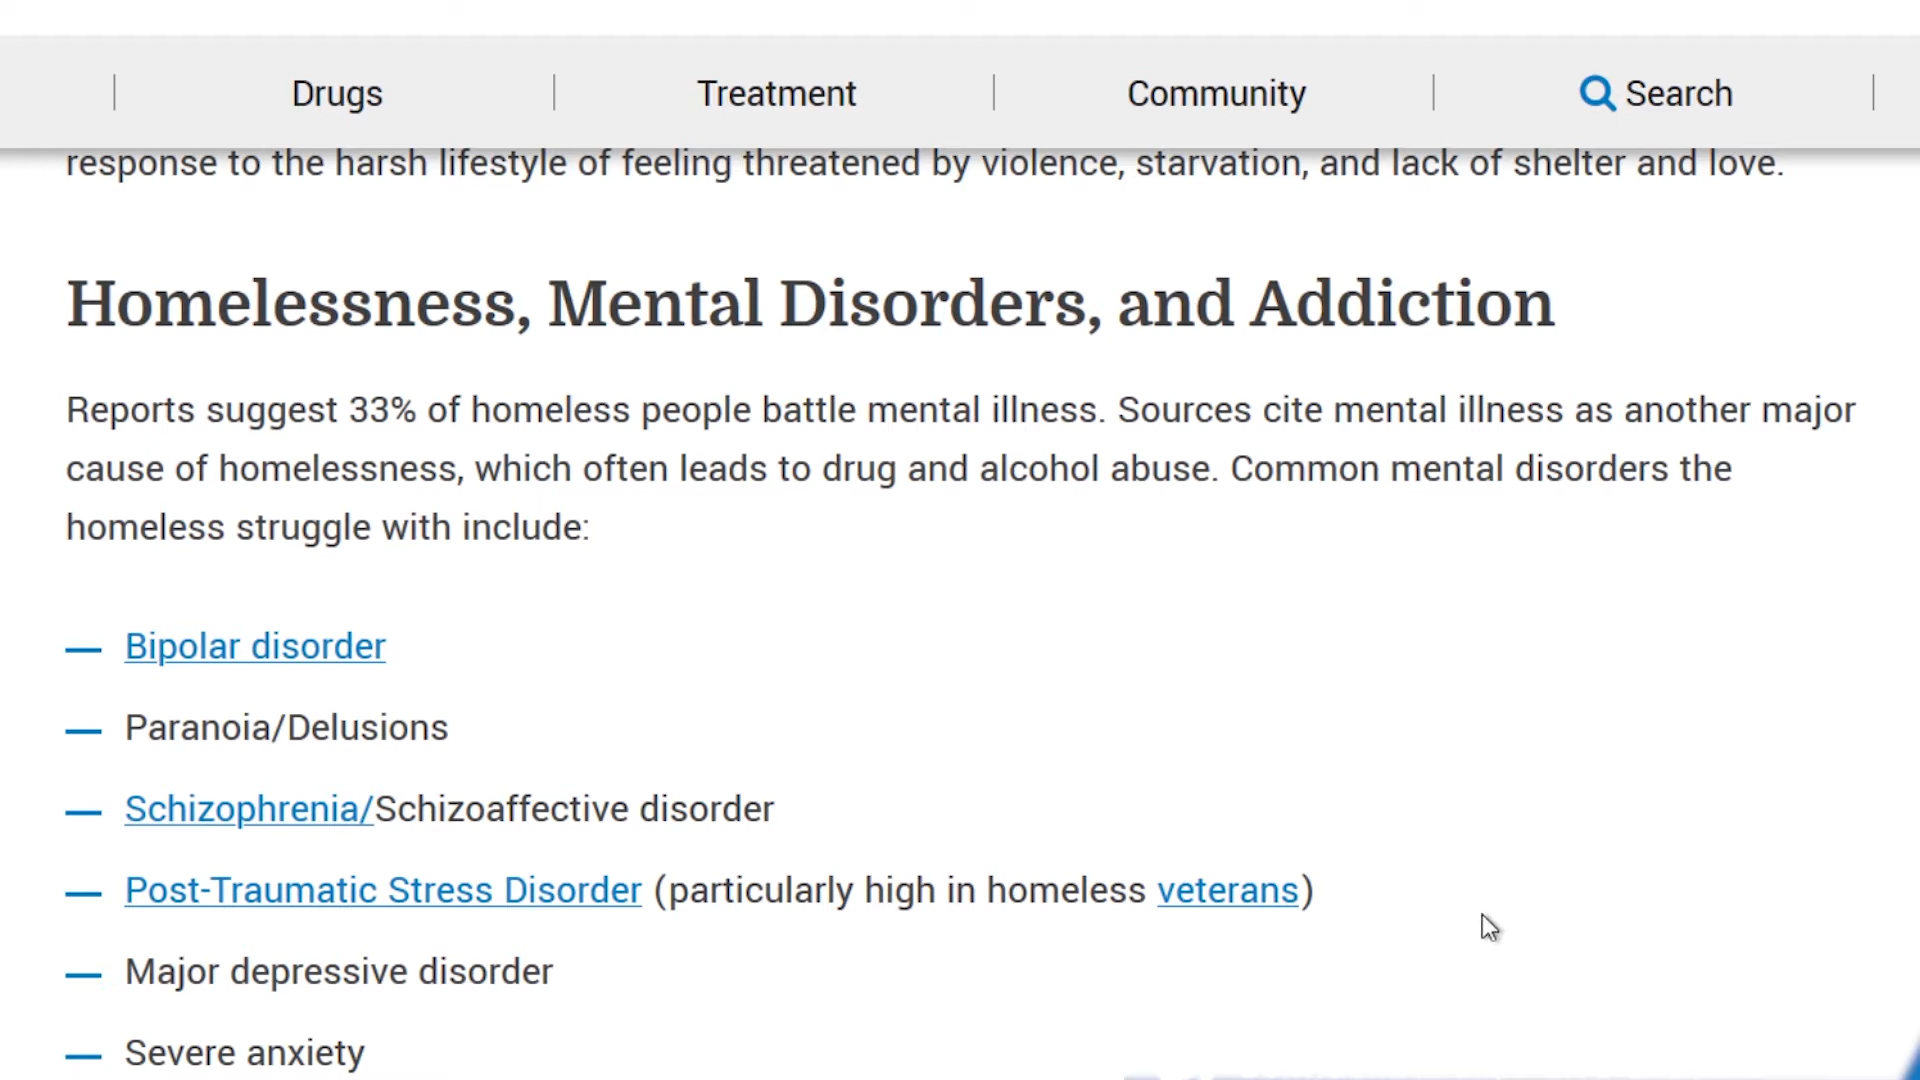 Drugs
Treatment
Community
Search
response to the harsh lifestyle of feeling threatened by violence, starvation, and lack of shelter and love.
Homelessness, Mental Disorders, and Addiction
Reports suggest 33% of homeless people battle mental illness. Sources cite mental illness as another major
cause of homelessness, which often leads to drug and alcohol abuse. Common mental disorders the
homeless struggle with include:
Bipolar disorder
Paranoia/Delusions
Schizophrenia/Schizoaffective disorder
Post-Traumatic Stress Disorder (particularly high in homeless veterans)
Major depressive disorder
Severe anxiety